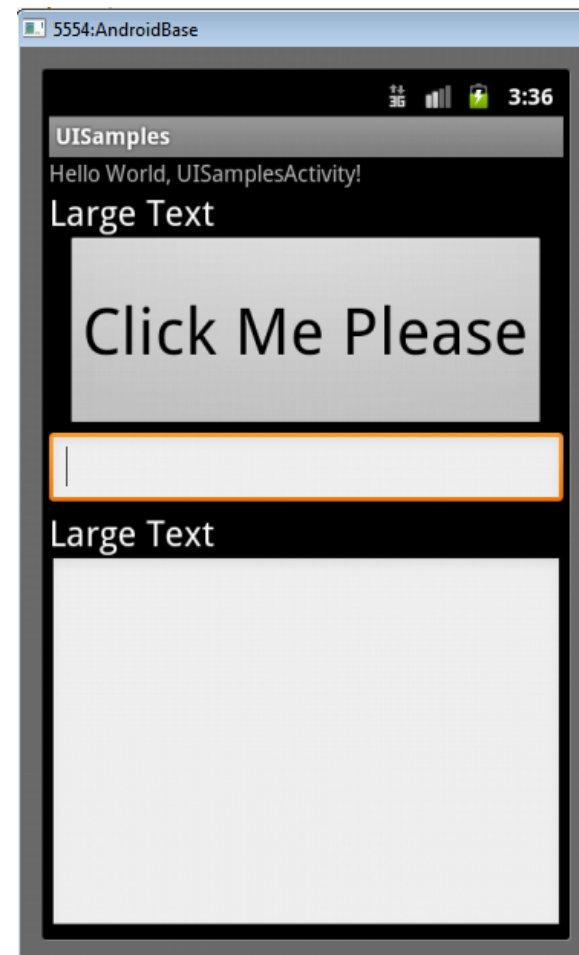 5554:AndroidBase
3G 3:36
UISamples
Hello World, UISamplesActivity!
Large Text
Click Me Please
Large Text